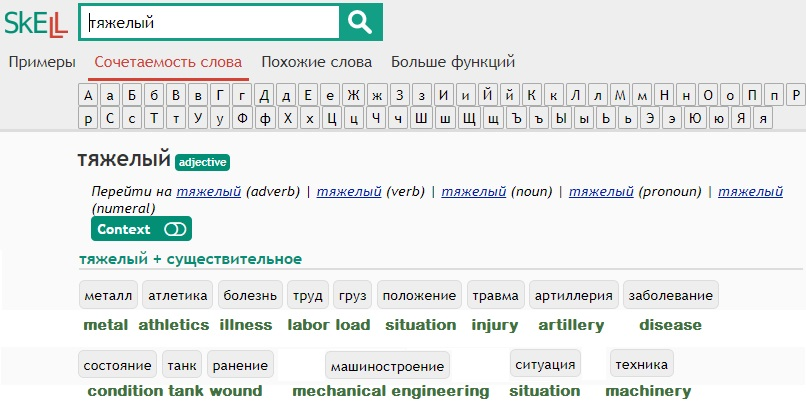 SkELL
тяжелый
Примеры Сочетаемость слова Похожие слова Больше функций
А а Б б В в Г г Д д Е е Ж ж З з И и Й й К к Л л М м Н н О о П п Р
р С с Т т У у Ф ф Х х Ц ц Ч ч Ш ш Щ щ Ъ ъ Ы ы Ь ь Э э Ю ю Я я
тяжелый adjective
Перейти на тяжелый (adverb) | тяжелый (verb) | тяжелый (noun) | тяжелый (pronoun) | тяжелый
(numeral)
Context
тяжелый + существительное
металл атлетика болезнь труд груз положение травма артиллерия заболевание
metal athletics illness labor load situation injury artillery disease
состояние танк ранение машиностроение ситуация техника
condition tank wound mechanical engineering situation machinery